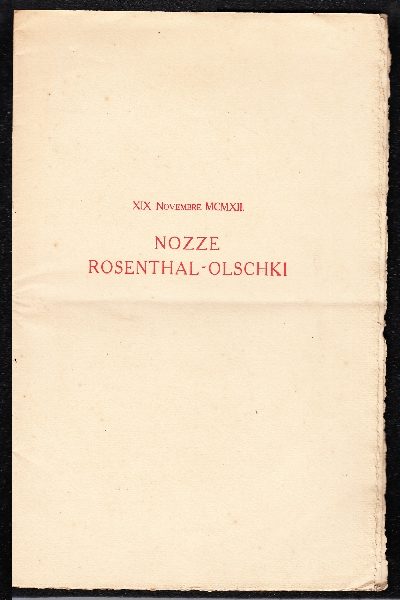 XIX NOVEMBRE MCMXII.
NOZZE
ROSENTHAL-OLSCHKI